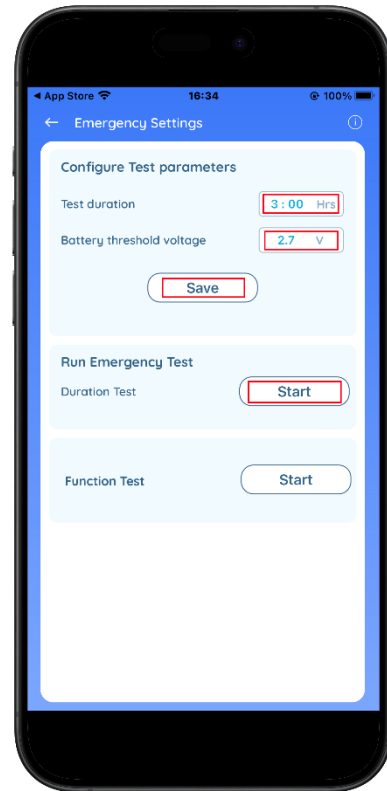 ◀ App Store 16:34 100%
← Emergency Settings
Configure Test parameters
Test duration 3 : 00 Hrs
Battery threshold voltage 2.7 V
Save
Run Emergency Test
Duration Test Start
Function Test Start